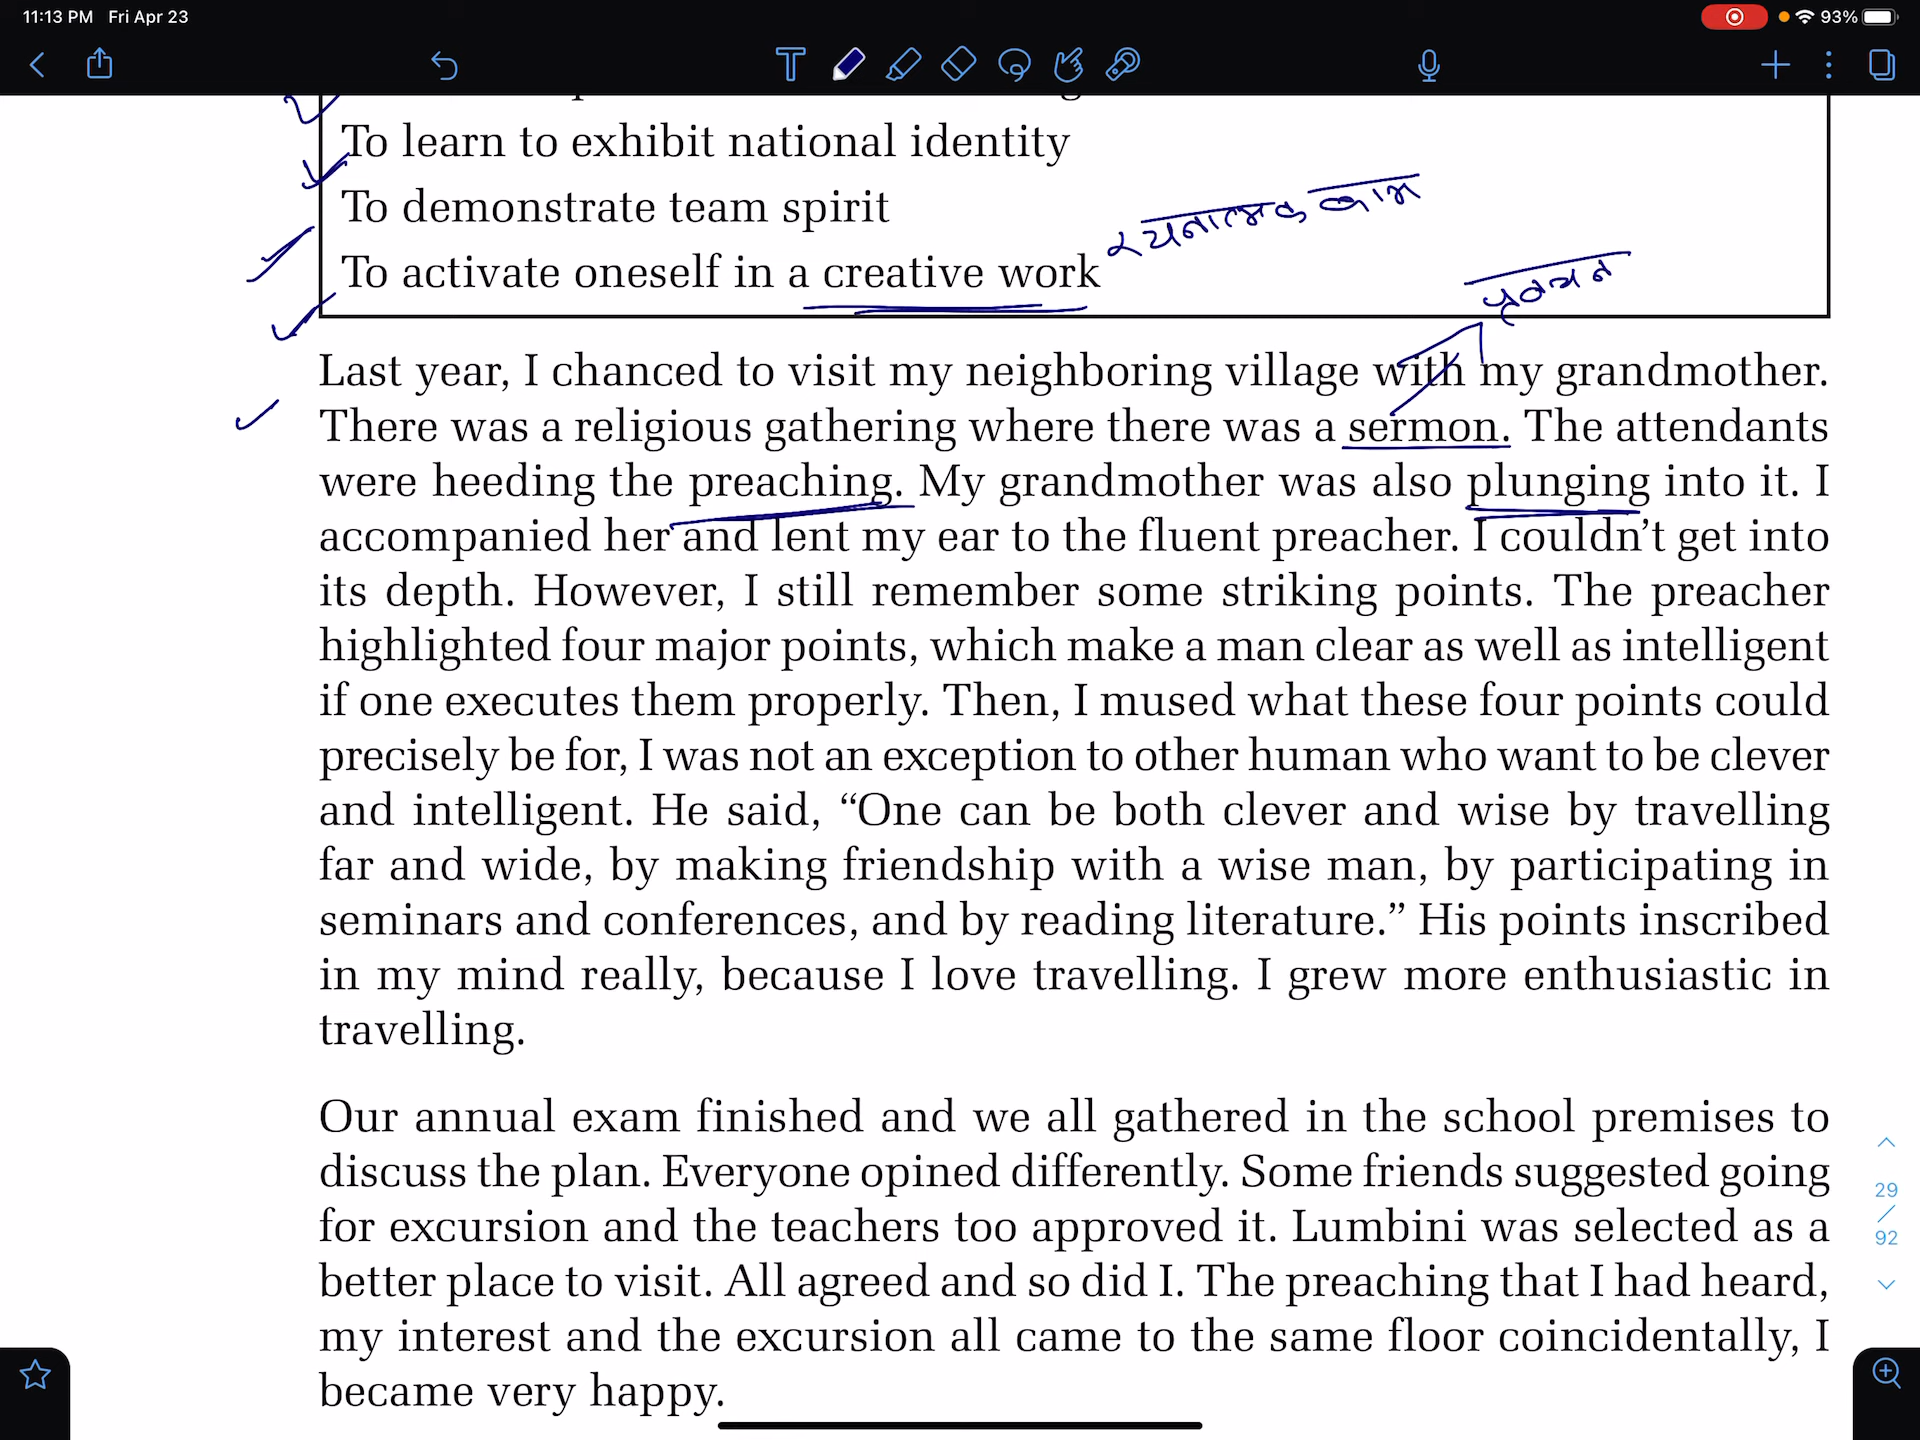 11:13 PM Fri Apr 23
93%
To learn to exhibit national identity
To demonstrate team spirit
रचनात्मक काम
To activate oneself in a creative work
प्रवचन
Last year, I chanced to visit my neighboring village with my grandmother.
There was a religious gathering where there was a sermon. The attendants
were heeding the preaching. My grandmother was also plunging into it. I
accompanied her and lent my ear to the fluent preacher. I couldn’t get into
its depth. However, I still remember some striking points. The preacher
highlighted four major points, which make a man clear as well as intelligent
if one executes them properly. Then, I mused what these four points could
precisely be for, I was not an exception to other human who want to be clever
and intelligent. He said, “One can be both clever and wise by travelling
far and wide, by making friendship with a wise man, by participating in
seminars and conferences, and by reading literature.” His points inscribed
in my mind really, because I love travelling. I grew more enthusiastic in
travelling.
Our annual exam finished and we all gathered in the school premises to
discuss the plan. Everyone opined differently. Some friends suggested going
for excursion and the teachers too approved it. Lumbini was selected as a
better place to visit. All agreed and so did I. The preaching that I had heard,
my interest and the excursion all came to the same floor coincidentally, I
became very happy.
29
/
92